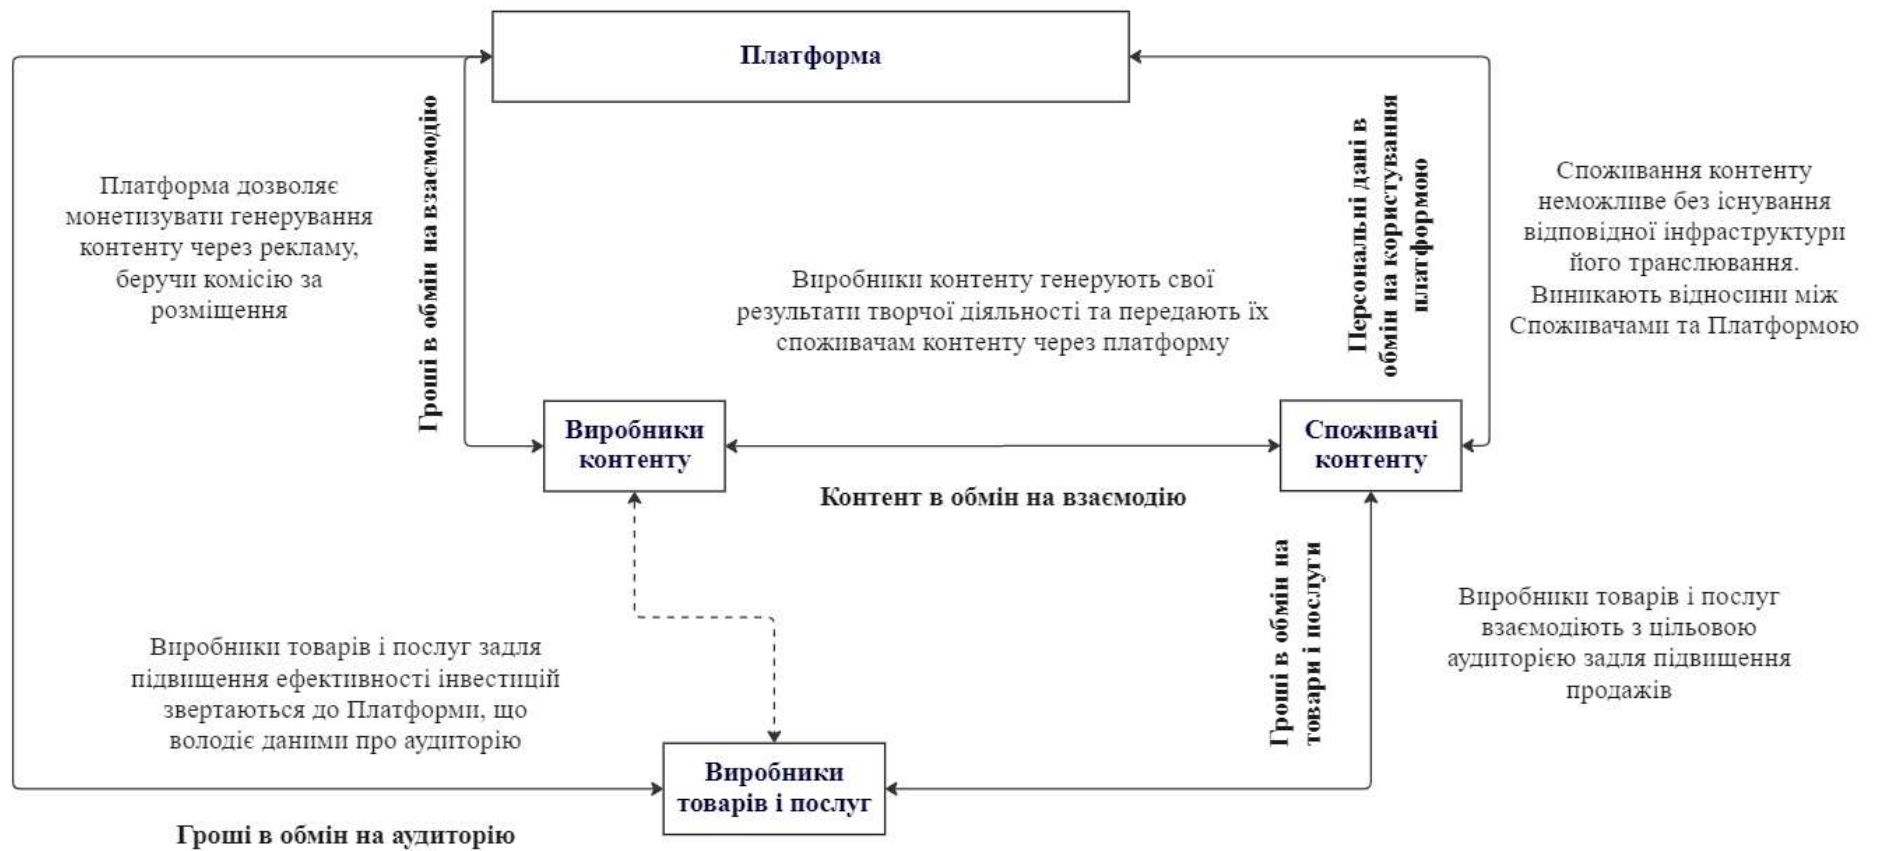 Платформа
Гроші в обмін на взаємодію
Персональні дані в
обмін на користування
платформою
Платформа дозволяє
монетизувати генерування
контенту через рекламу,
беручи комісію за
розміщення
Споживання контенту
неможливе без існування
відповідної інфраструктури
його транслювання.
Виникають відносини між
Споживачами та Платформою
Виробники контенту генерують свої
результати творчої діяльності та передають їх
споживачам контенту через платформу
Виробники
контенту
Споживачі
контенту
Контент в обмін на взаємодію
Гроші в обмін на
товари і послуги
Виробники товарів і послуг
взаємодіють з цільовою
аудиторією задля підвищення
продажів
Виробники товарів і послуг задля
підвищення ефективності інвестицій
звертаються до Платформи, що
володіє даними про аудиторію
Виробники
товарів і послуг
Гроші в обмін на аудиторію